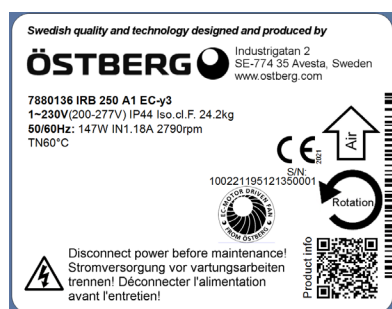 Swedish quality and technology designed and produced by
ÖSTBERG
Industrigatan 2
SE-774 35 Avesta, Sweden
www.ostberg.com
7880136 IRB 250 A1 EC-y3
1~230V(200-277V) IP44 Iso.cl.F. 24.2kg
50/60Hz: 147W IN1.18A 2790rpm
TN60°C
CE
2021
Air
S/N:
100221195121350001
Rotation
EC-MOTOR DRIVEN FAN
FROM ÖSTBERG
Product info
Disconnect power before maintenance!
Stromversorgung vor vartungsarbeiten
trennen! Déconnecter l'alimentation
avant l'entretien!